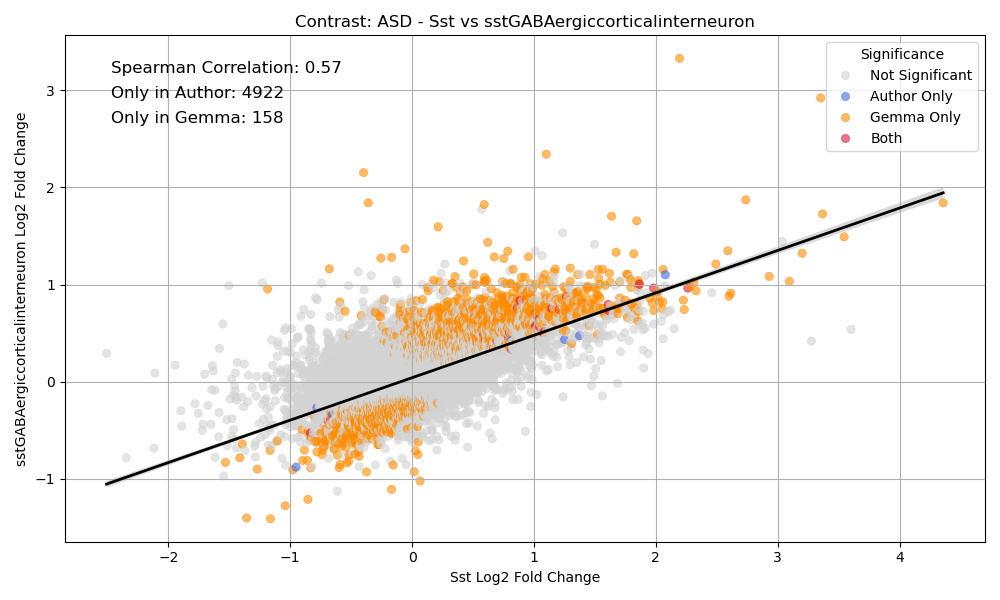 Contrast: ASD - Sst vs sstGABAergiccorticalinterneuron
Spearman Correlation: 0.57
Only in Author: 4922
Only in Gemma: 158
Significance
Not Significant
Author Only
Gemma Only
Both
sstGABAergiccorticalinterneuron Log2 Fold Change
3
2
1
0
−1
−2
−1
0
1
2
3
4
Sst Log2 Fold Change